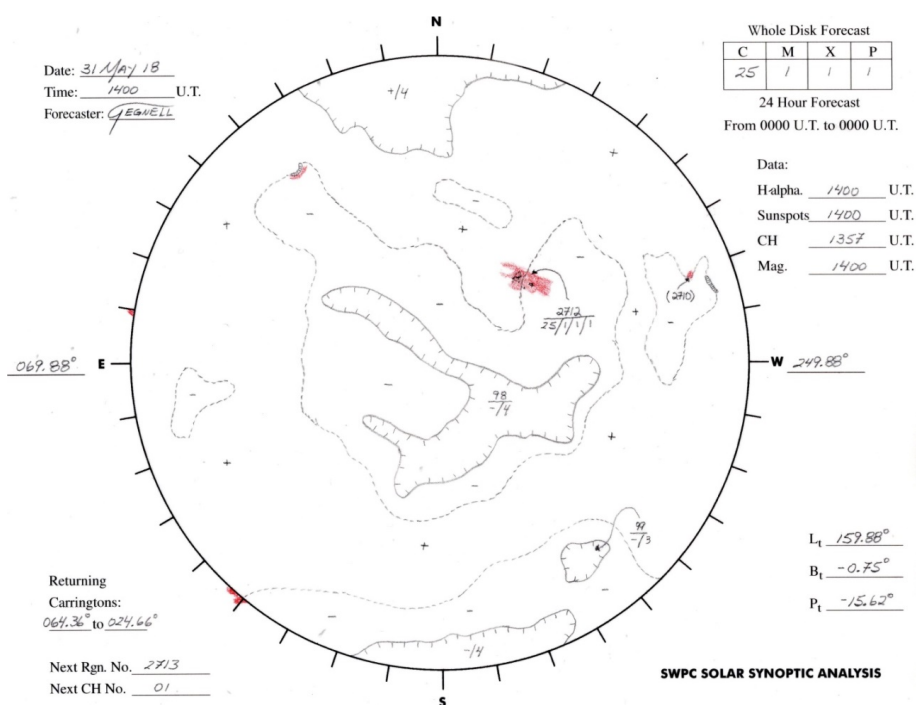 N
Date: 31 MAY 18
Time: 1400 U.T.
Forecaster: GEGNELL
Whole Disk Forecast
C M X P
25 1 1 1
24 Hour Forecast
From 0000 U.T. to 0000 U.T.
Data:
H-alpha. 1400 U.T.
Sunspots 1400 U.T.
CH 1357 U.T.
Mag. 1400 U.T.
+/4
+
+
-
-
+
-
-
(2710)
2712
25/1/1/1
+
-
069.88° E
W 249.88°
-
-
98
-/4
+
+
-
+
99
-/3
-
-
-/4
Returning
Carringtons:
064.36° to 024.66°
Next Rgn. No. 2713
Next CH No. 01
Lt 159.88°
Bt -0.75°
Pt -15.62°
SWPC SOLAR SYNOPTIC ANALYSIS
S